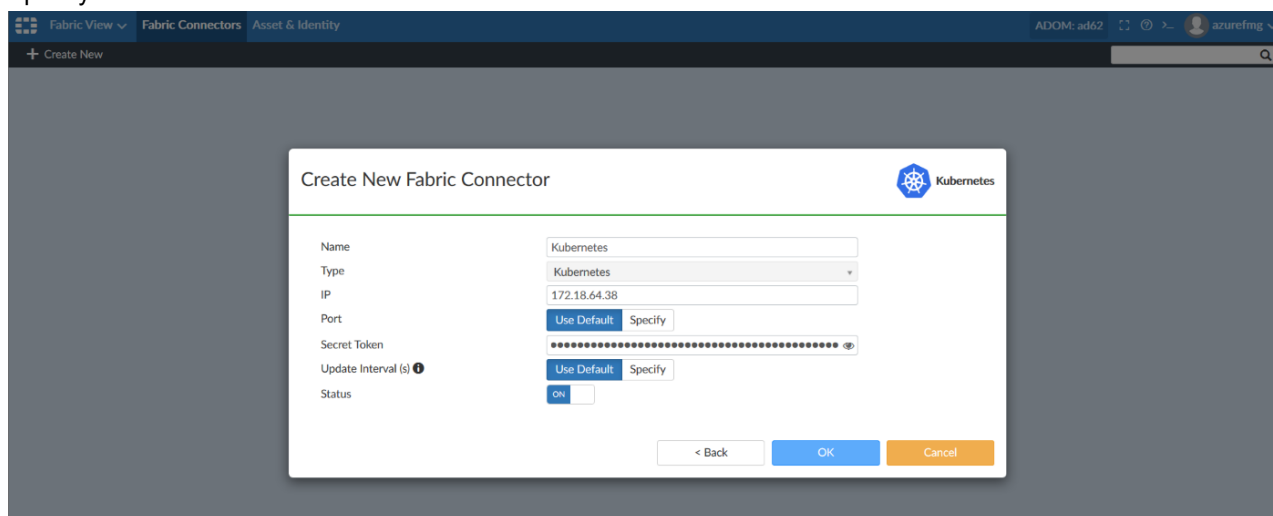 Fabric View Fabric Connectors Asset & Identity ADOM: ad62 azurefmg
+ Create New
Create New Fabric Connector
Kubernetes
Name Kubernetes
Type Kubernetes
IP 172.18.64.38
Port Use Default Specify
Secret Token ●●●●●●●●●●●●●●●●●●●●●●●●●●●●●●●●●●●●●●●●●●●
Update Interval (s) Use Default Specify
Status ON
< Back OK Cancel